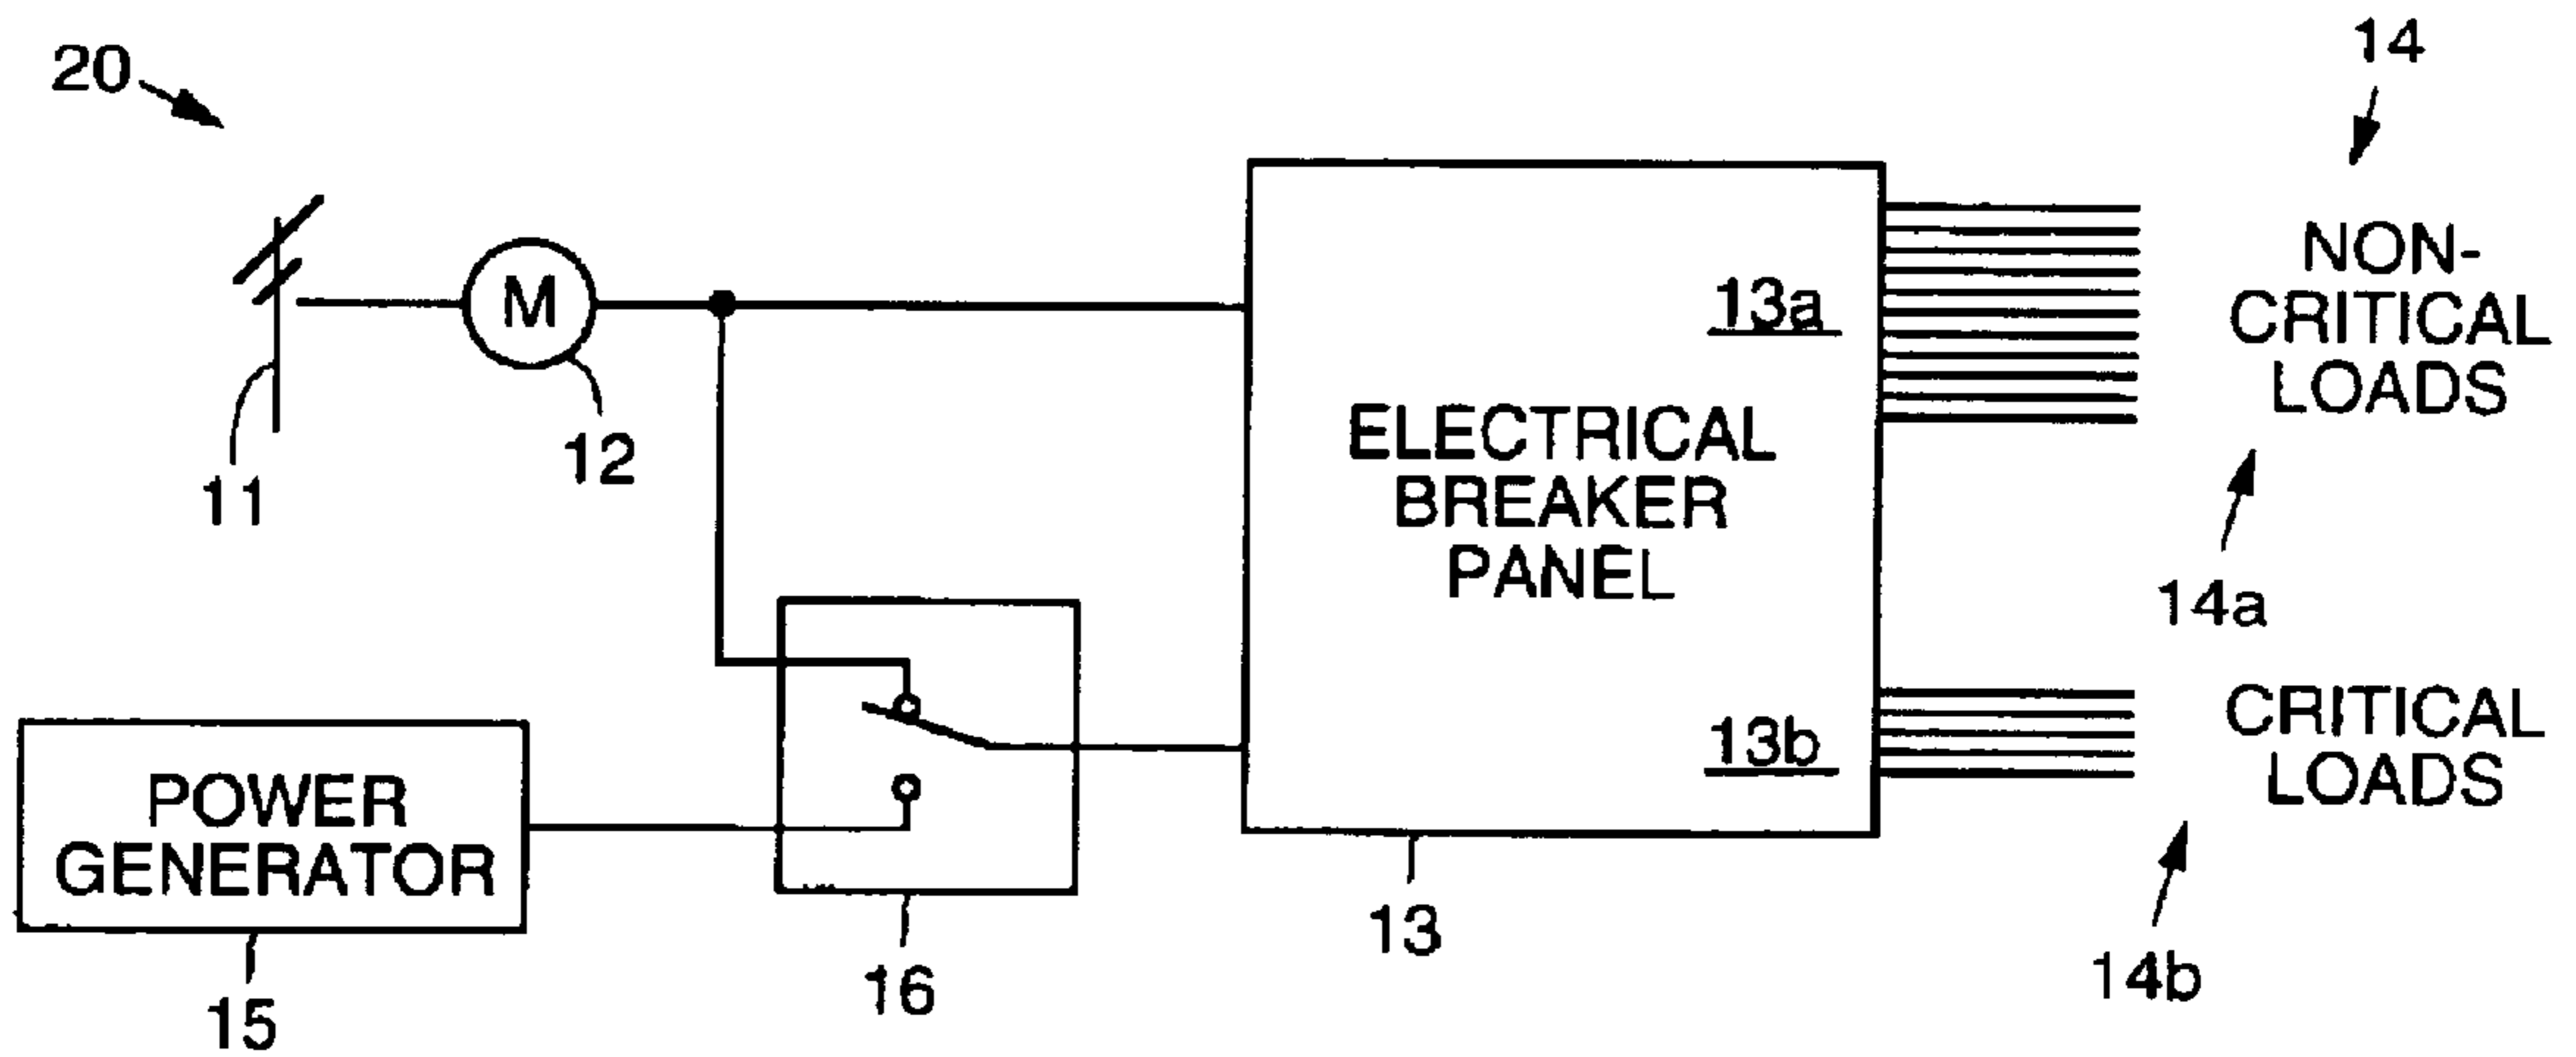 20
14
NON-
CRITICAL
LOADS
M
13a
11
12
ELECTRICAL
BREAKER
PANEL
14a
CRITICAL
LOADS
13b
POWER
GENERATOR
13
14b
16
15